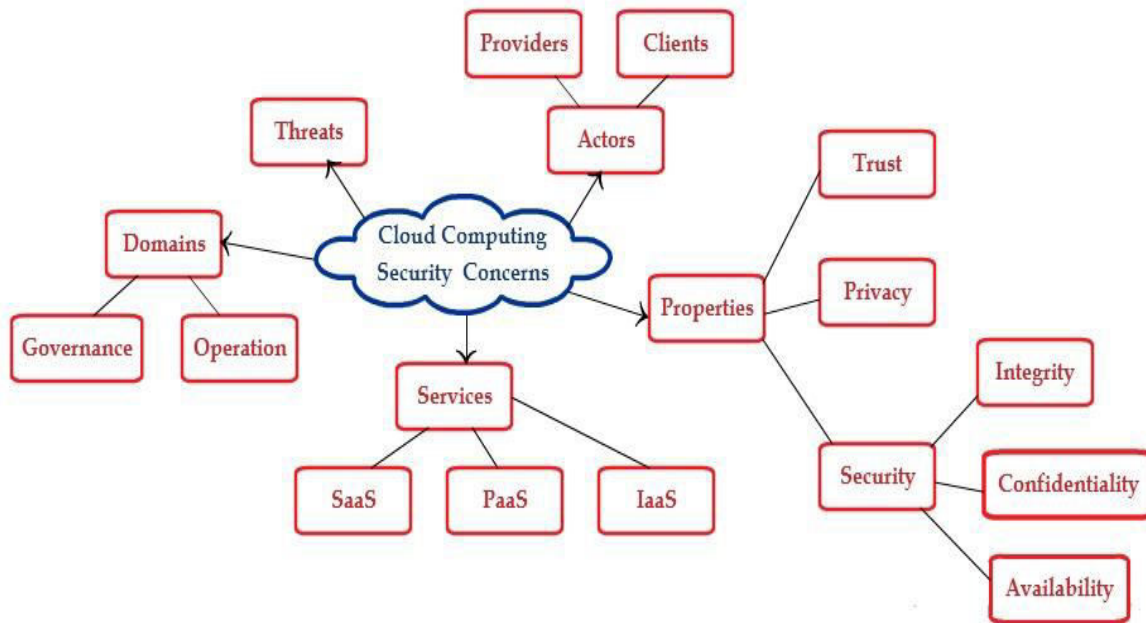 Providers
Clients
Threats
Actors
Trust
Domains
Cloud Computing
Security Concerns
Properties
Privacy
Governance
Operation
Services
Integrity
SaaS
PaaS
IaaS
Security
Confidentiality
Availability